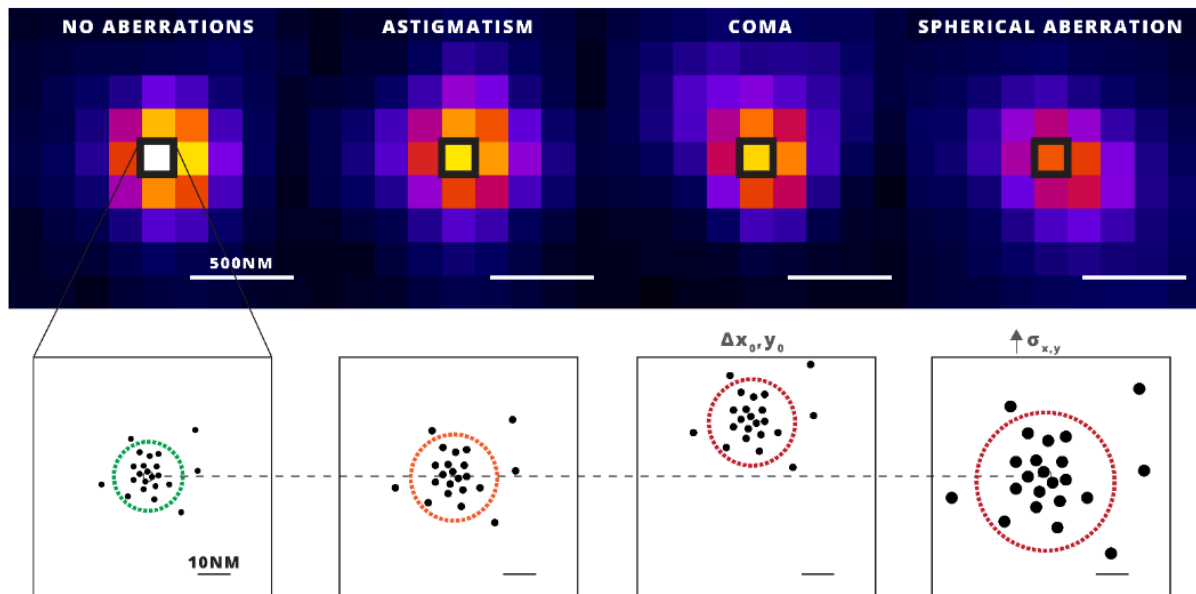 NO ABERRATIONS
ASTIGMATISM
COMA
SPHERICAL ABERRATION
500NM
Δx₀,y₀
↑ σx,y
10NM